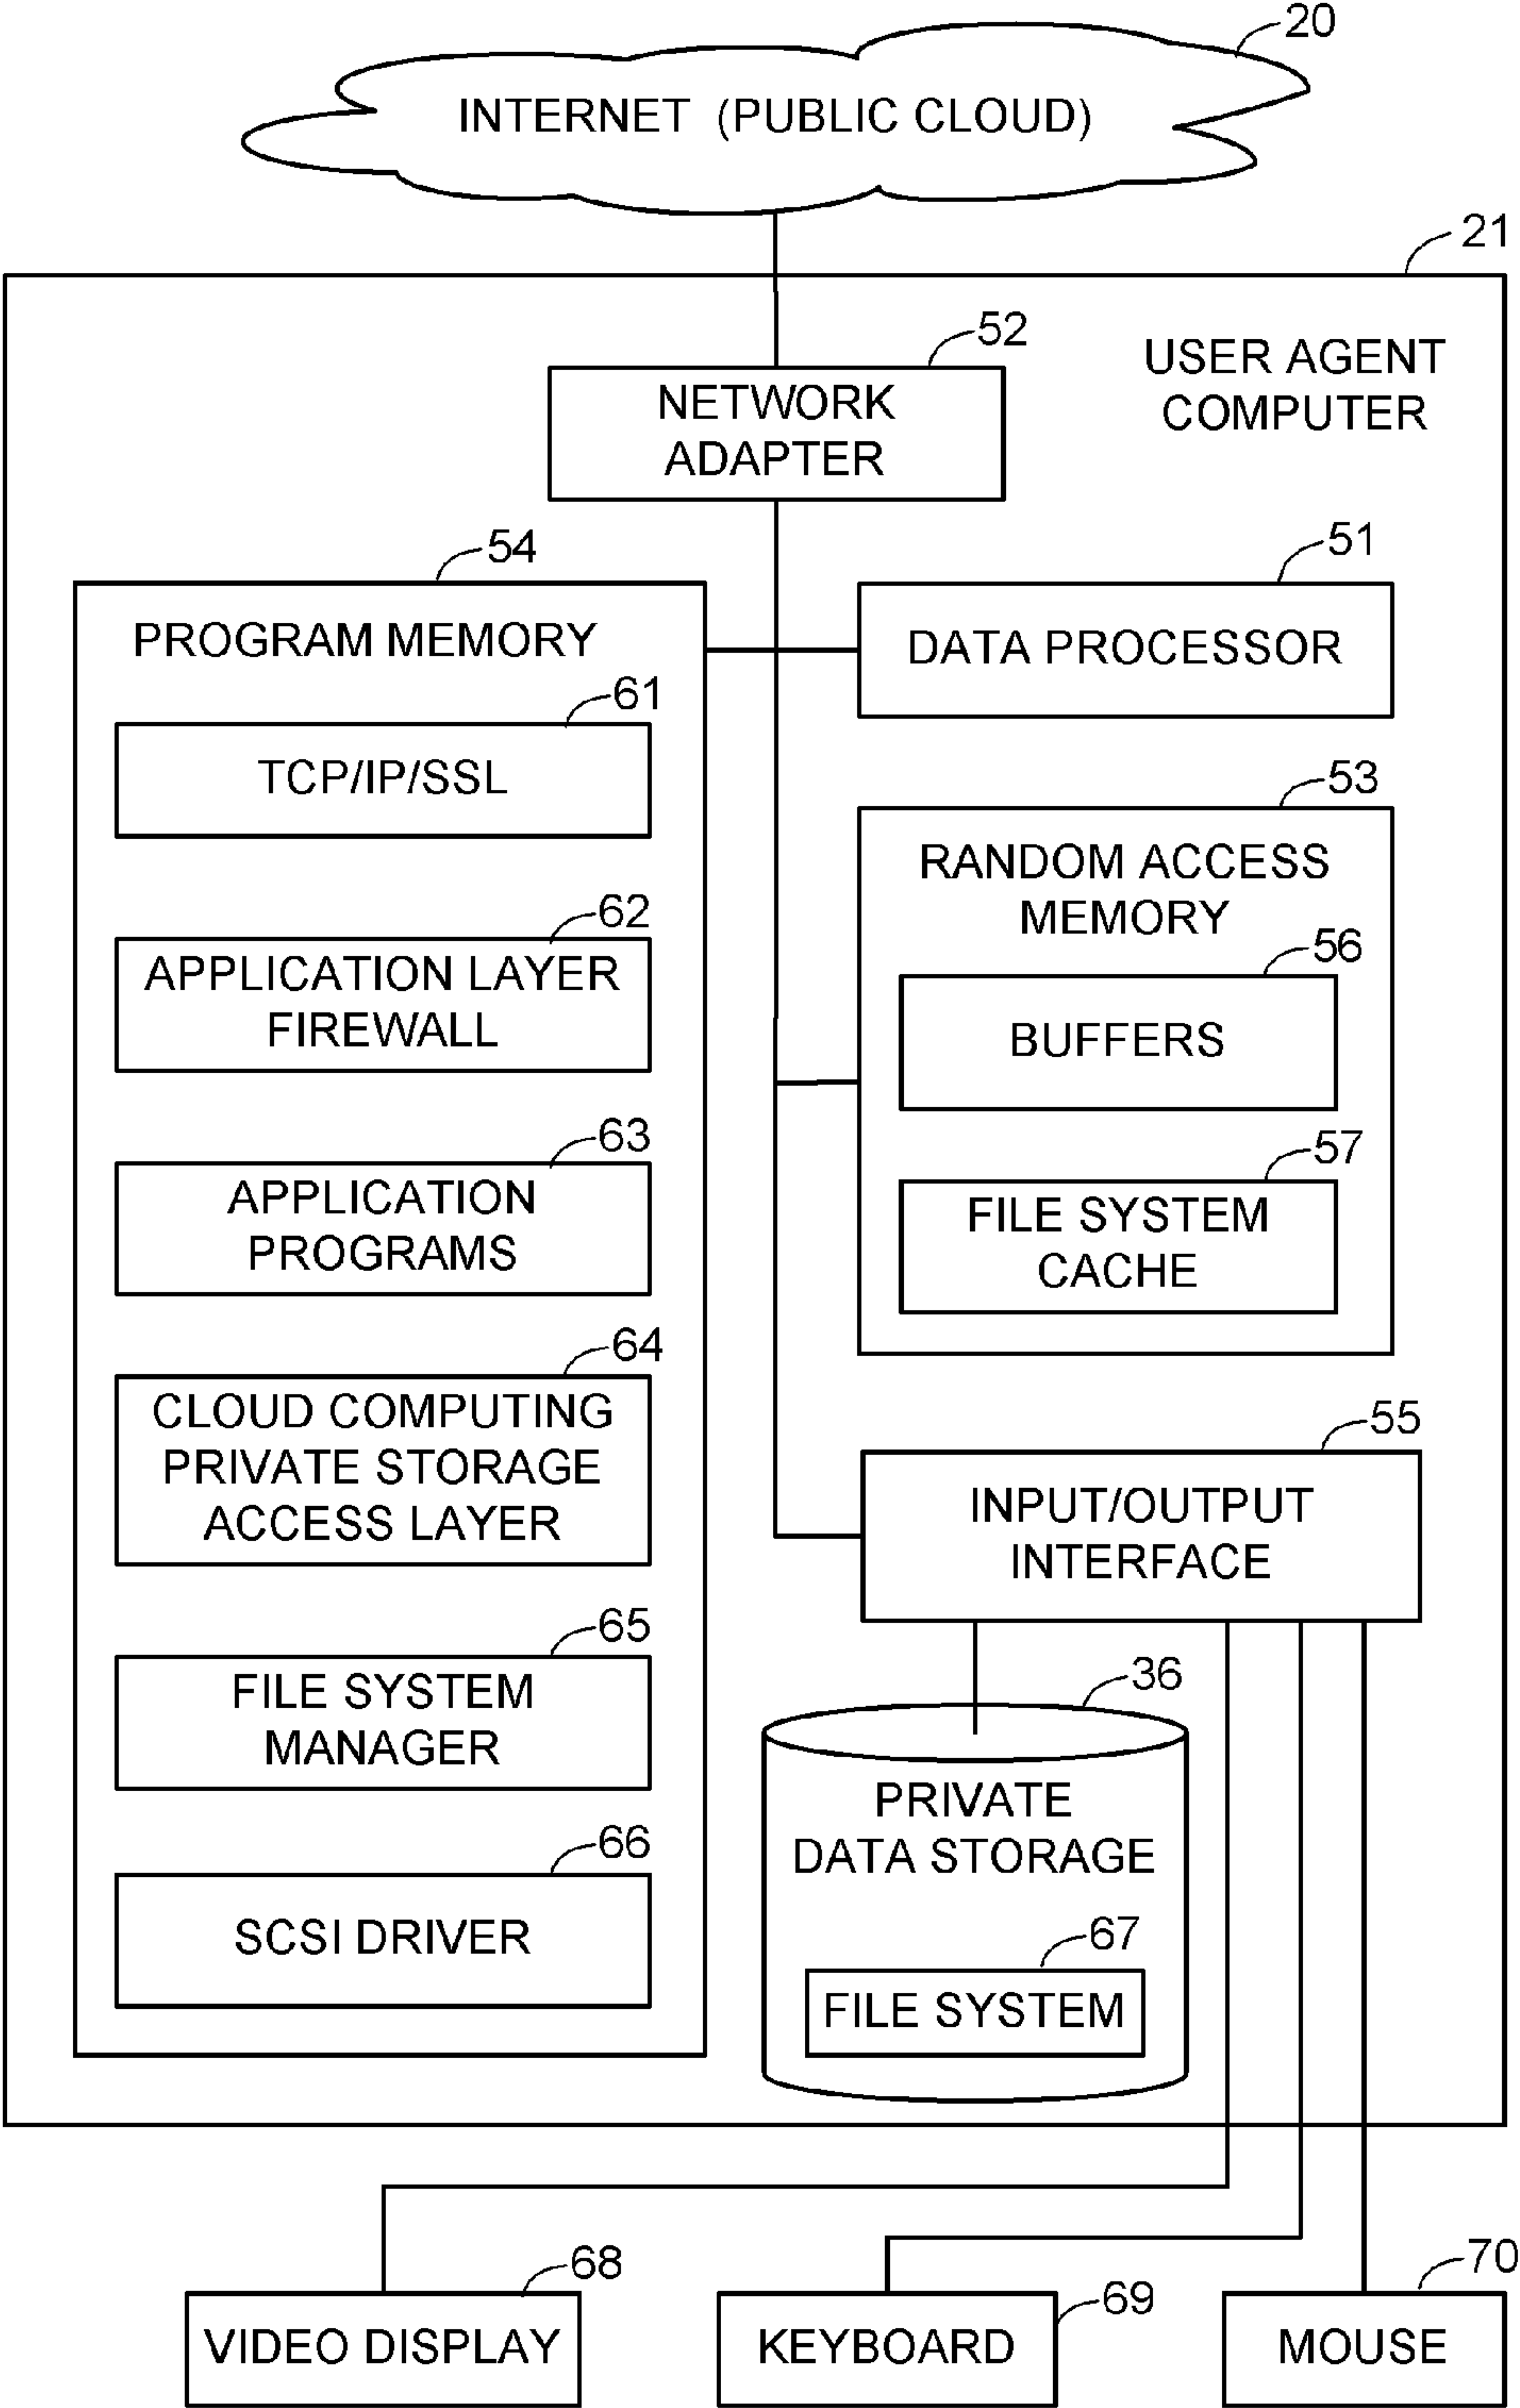 20
INTERNET (PUBLIC CLOUD)
21
USER AGENT
COMPUTER
52
NETWORK
ADAPTER
54
PROGRAM MEMORY
61
TCP/IP/SSL
62
APPLICATION LAYER
FIREWALL
63
APPLICATION
PROGRAMS
64
CLOUD COMPUTING
PRIVATE STORAGE
ACCESS LAYER
65
FILE SYSTEM
MANAGER
66
SCSI DRIVER
51
DATA PROCESSOR
53
RANDOM ACCESS
MEMORY
56
BUFFERS
57
FILE SYSTEM
CACHE
55
INPUT/OUTPUT
INTERFACE
36
PRIVATE
DATA STORAGE
67
FILE SYSTEM
68
VIDEO DISPLAY
69
KEYBOARD
70
MOUSE